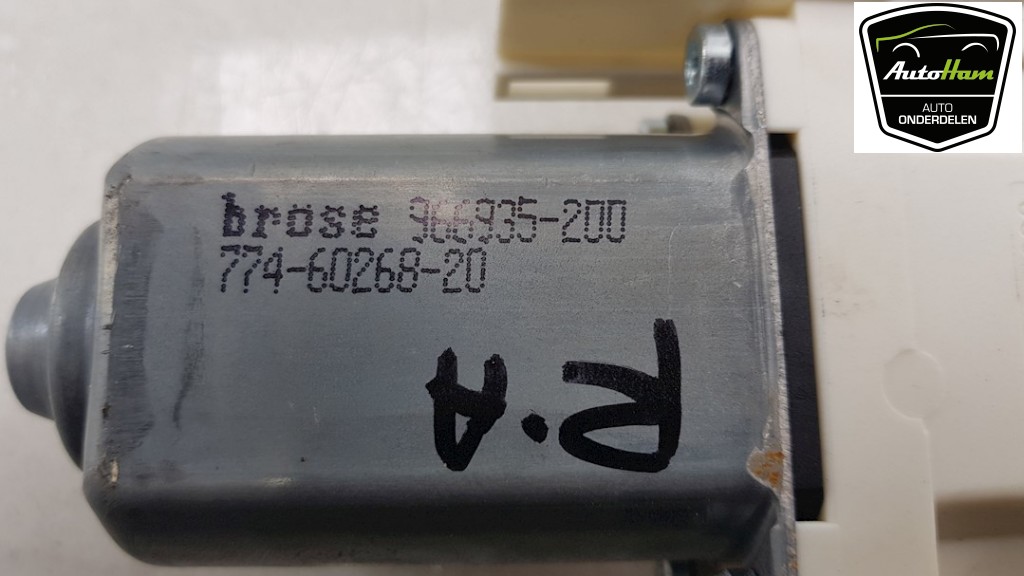 brose 966935-200
774-60268-20
R.A
AutoHam
AUTO
ONDERDELEN